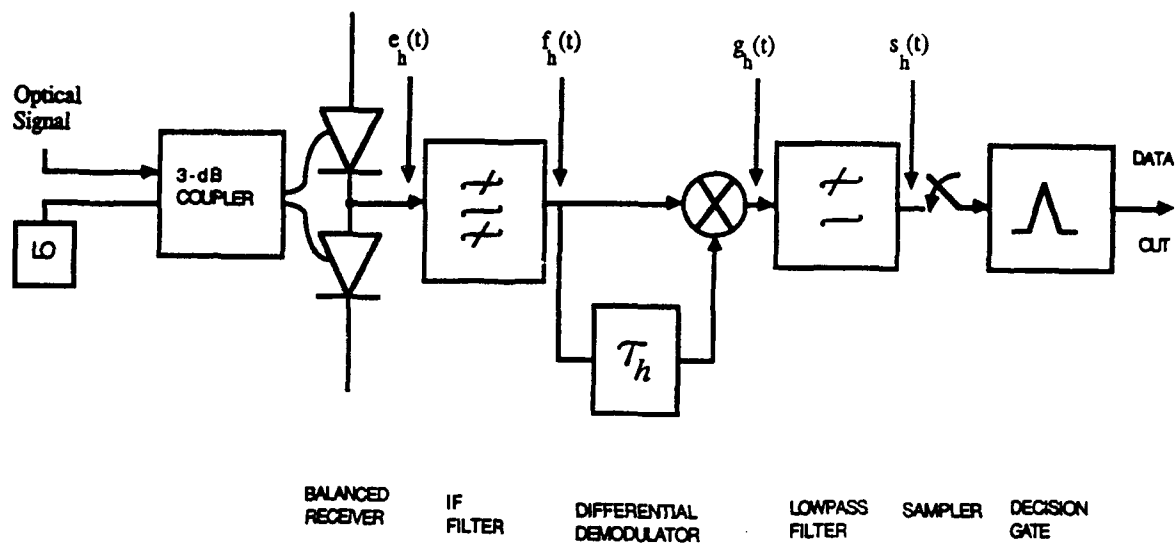 e_h(t)
f_h(t)
g_h(t)
s_h(t)
Optical
Signal
3-dB
COUPLER
LO
τ_h
DATA
OUT
BALANCED
RECEIVER
IF
FILTER
DIFFERENTIAL
DEMODULATOR
LOWPASS
FILTER
SAMPLER
DECISION
GATE